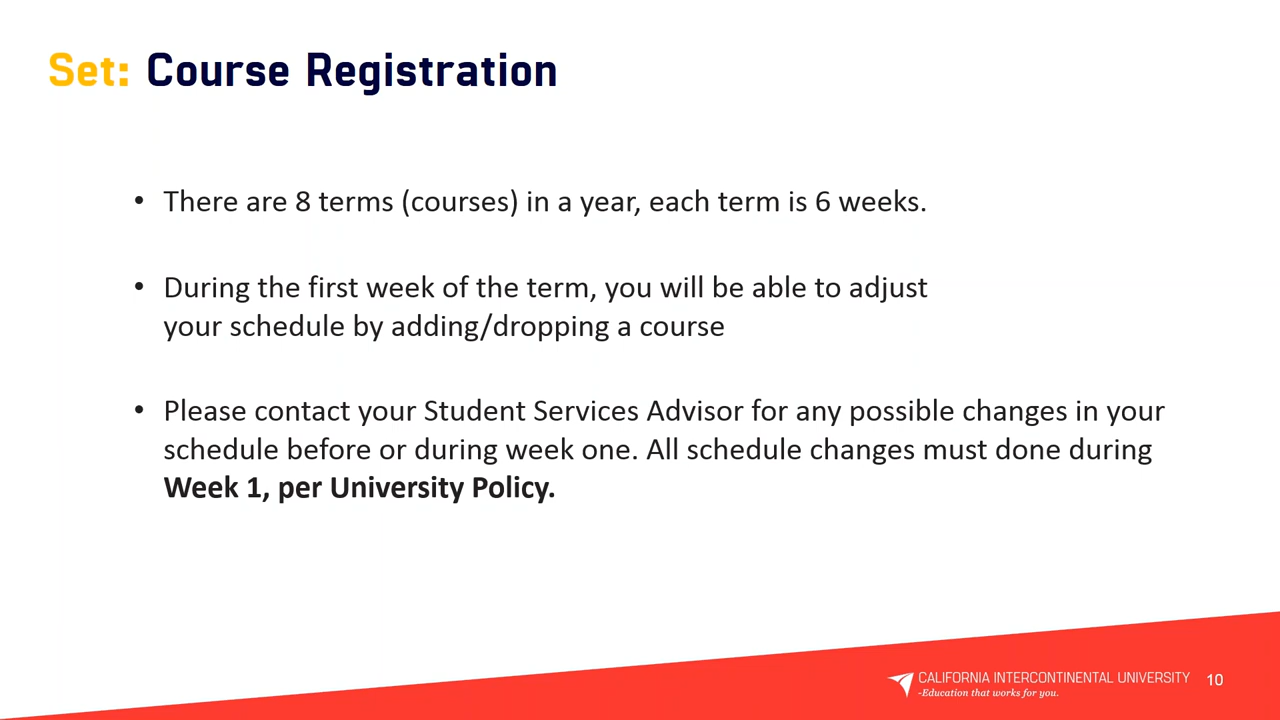 Set: Course Registration
• There are 8 terms (courses) in a year, each term is 6 weeks.
• During the first week of the term, you will be able to adjust
your schedule by adding/dropping a course
• Please contact your Student Services Advisor for any possible changes in your
schedule before or during week one. All schedule changes must done during
Week 1, per University Policy.
CALIFORNIA INTERCONTINENTAL UNIVERSITY
-Education that works for you.
10